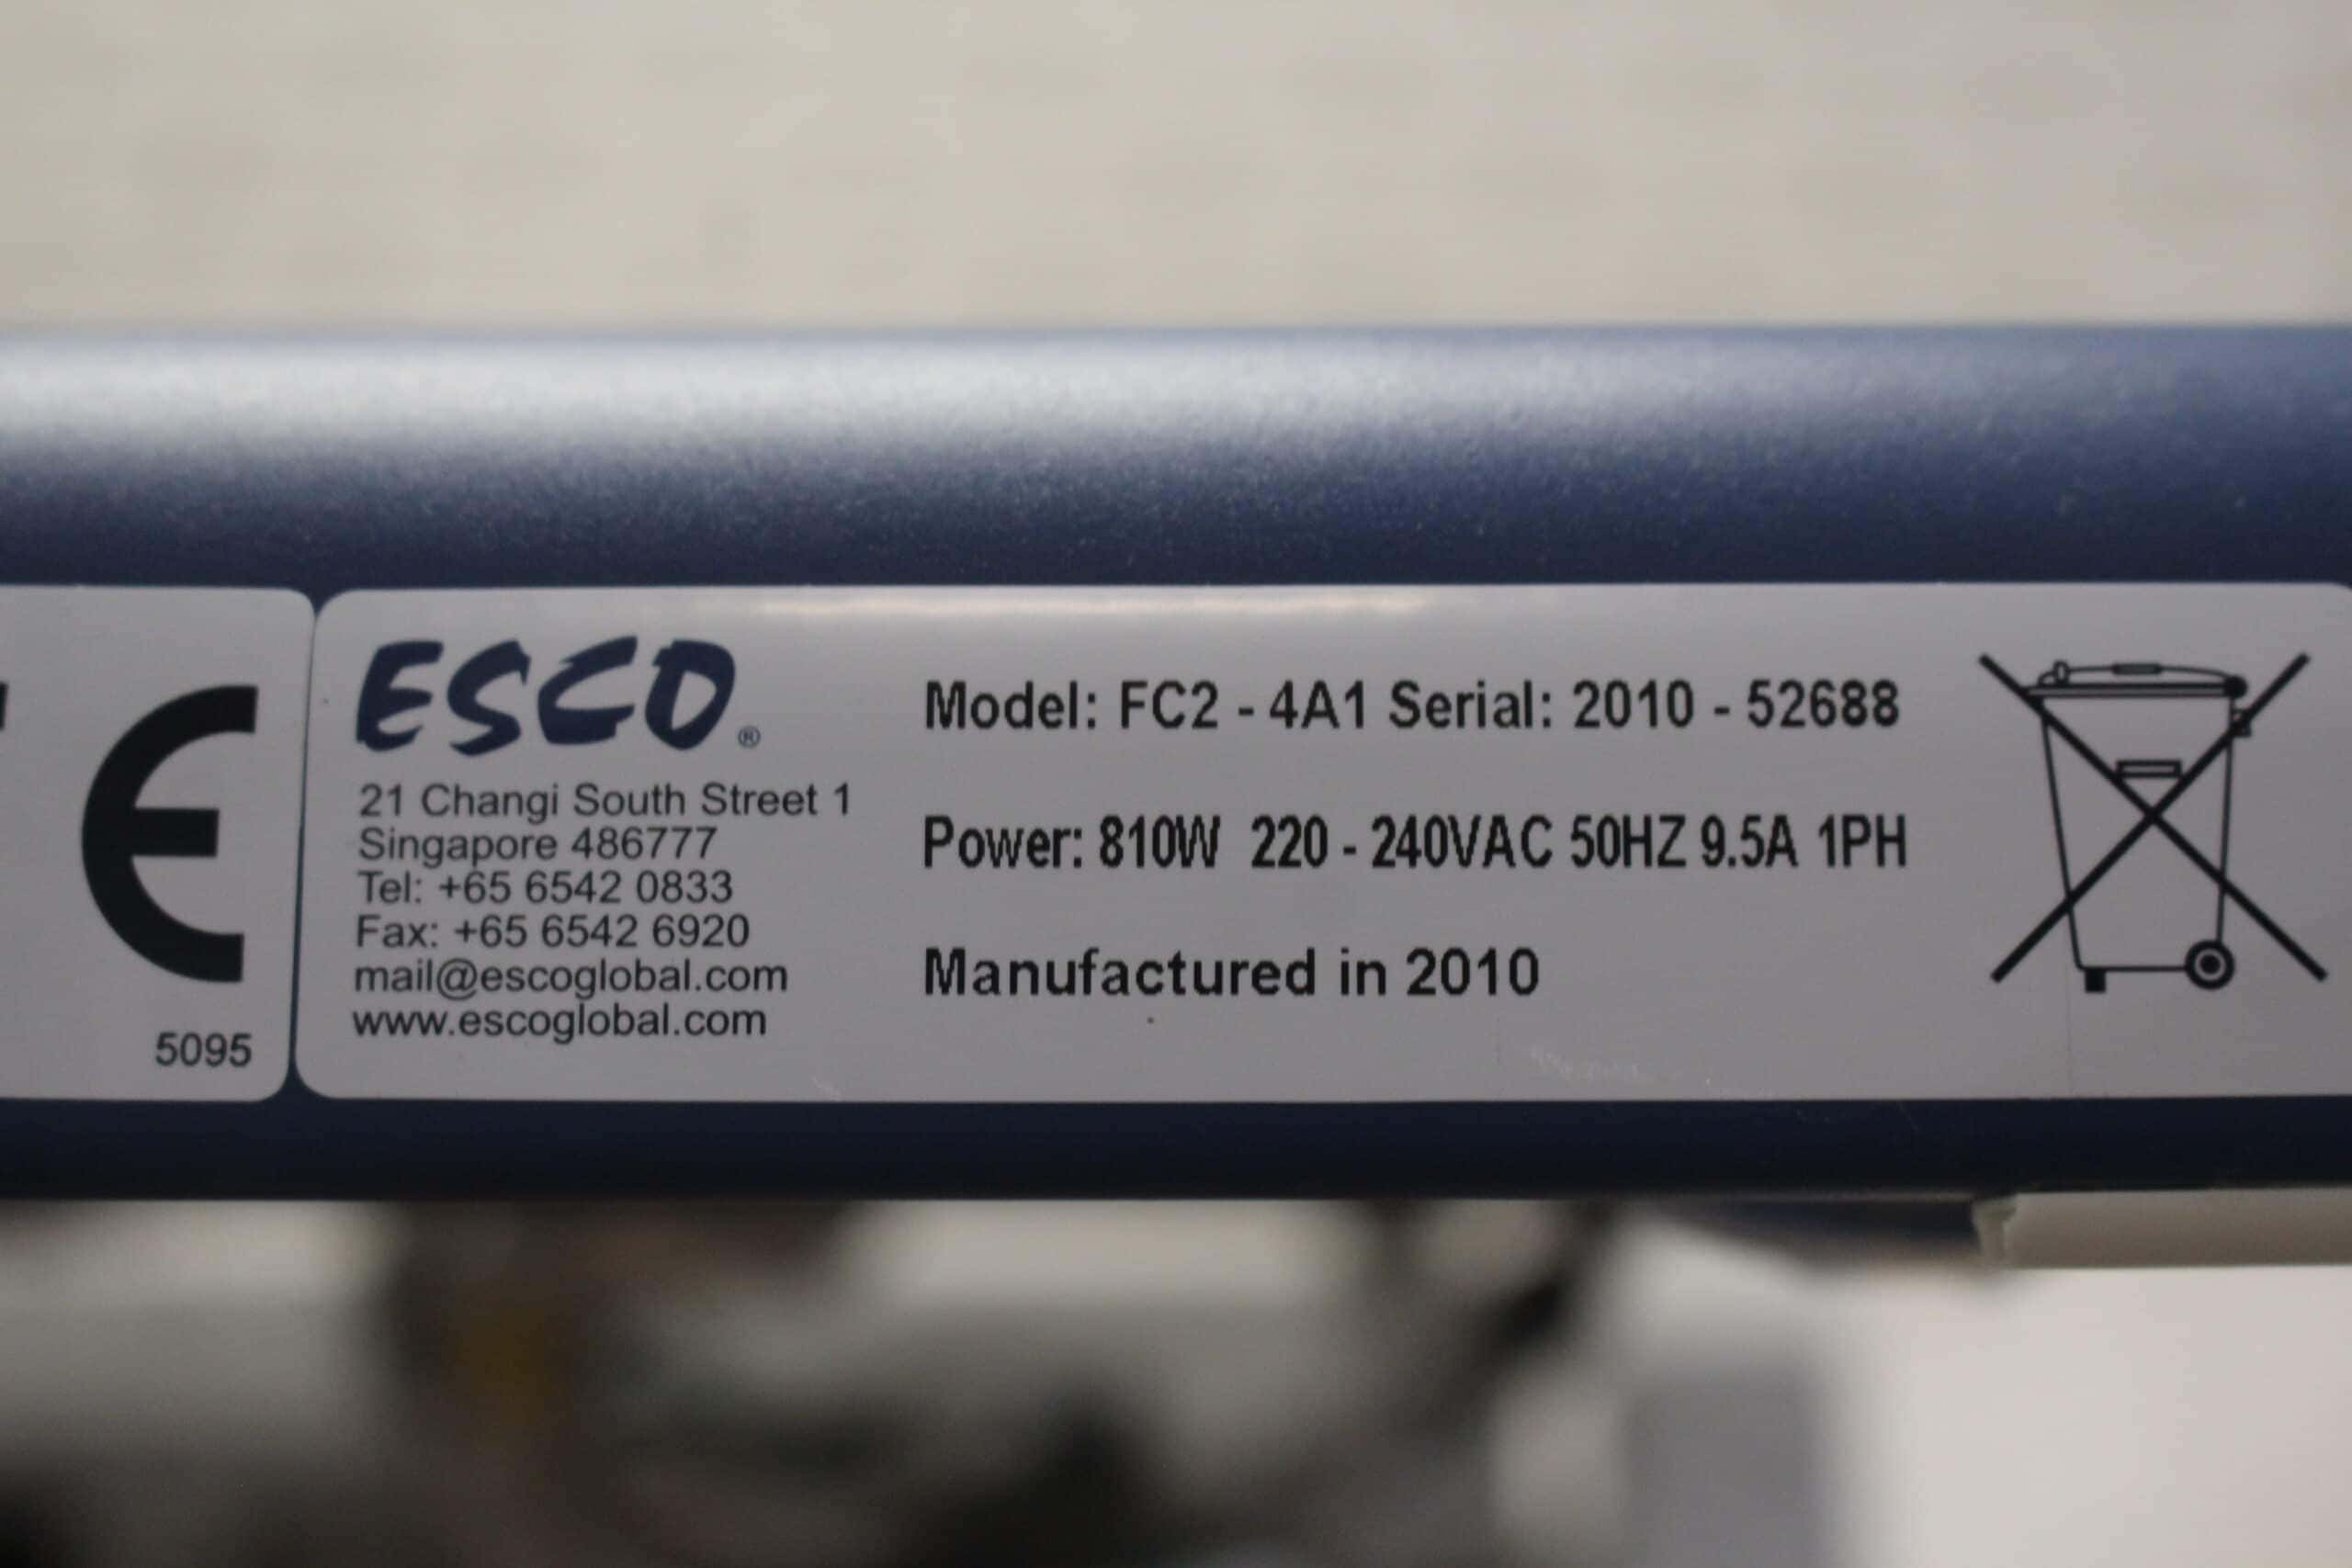 CE
5095
ESCO®
21 Changi South Street 1
Singapore 486777
Tel: +65 6542 0833
Fax: +65 6542 6920
mail@escoglobal.com
www.escoglobal.com
Model: FC2 - 4A1 Serial: 2010 - 52688
Power: 810W 220 - 240VAC 50HZ 9.5A 1PH
Manufactured in 2010